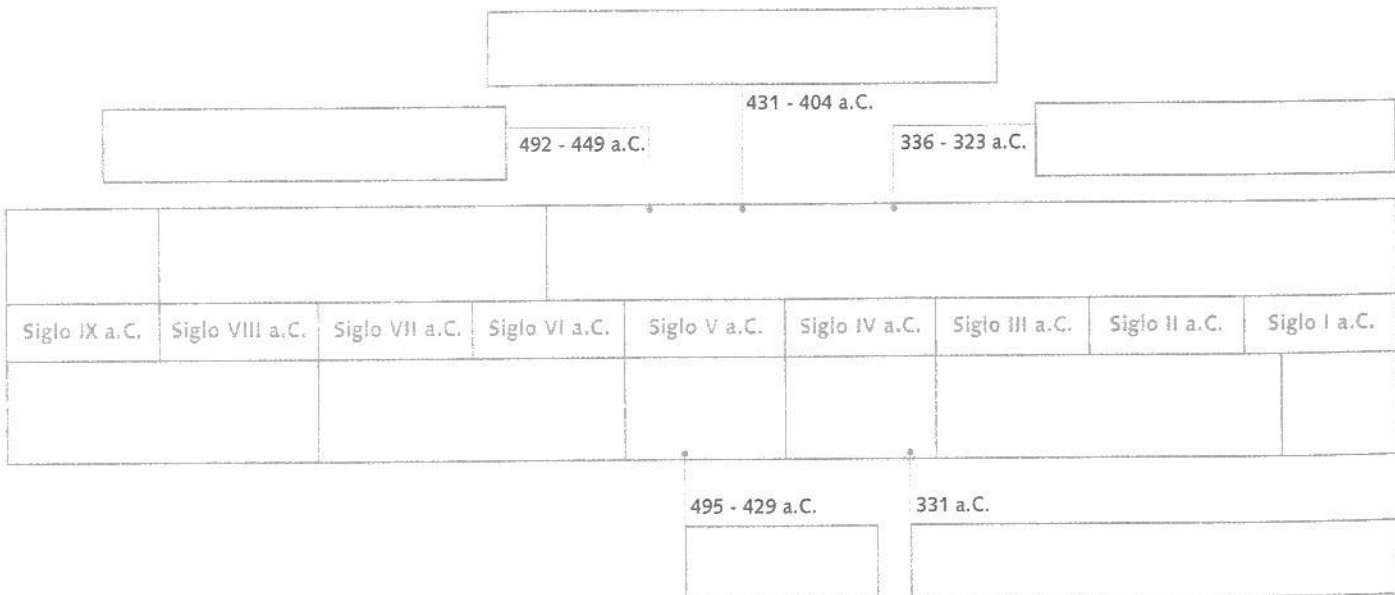 431 - 404 a.C.
492 - 449 a.C.
336 - 323 a.C.
Siglo IX a.C.
Siglo VIII a.C.
Siglo VII a.C.
Siglo VI a.C.
Siglo V a.C.
Siglo IV a.C.
Siglo III a.C.
Siglo II a.C.
Siglo I a.C.
495 - 429 a.C.
331 a.C.